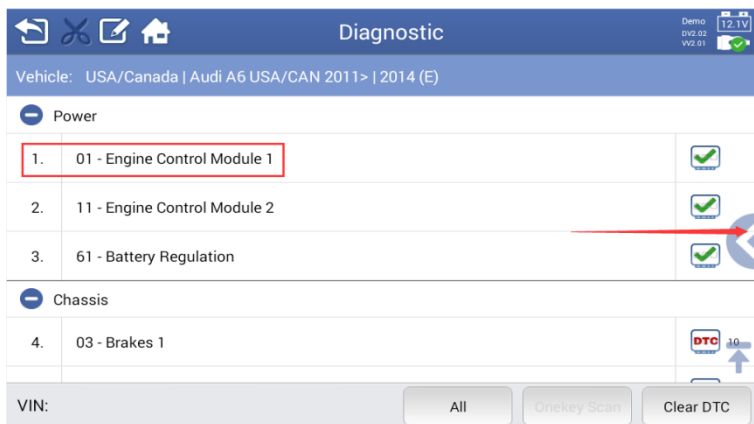 Diagnostic
Demo
DV2.02
VV2.01
12.1V
Vehicle: USA/Canada | Audi A6 USA/CAN 2011> | 2014 (E)
Power
1. 01 - Engine Control Module 1
2. 11 - Engine Control Module 2
3. 61 - Battery Regulation
Chassis
4. 03 - Brakes 1 DTC 10
VIN: All Onekey Scan Clear DTC